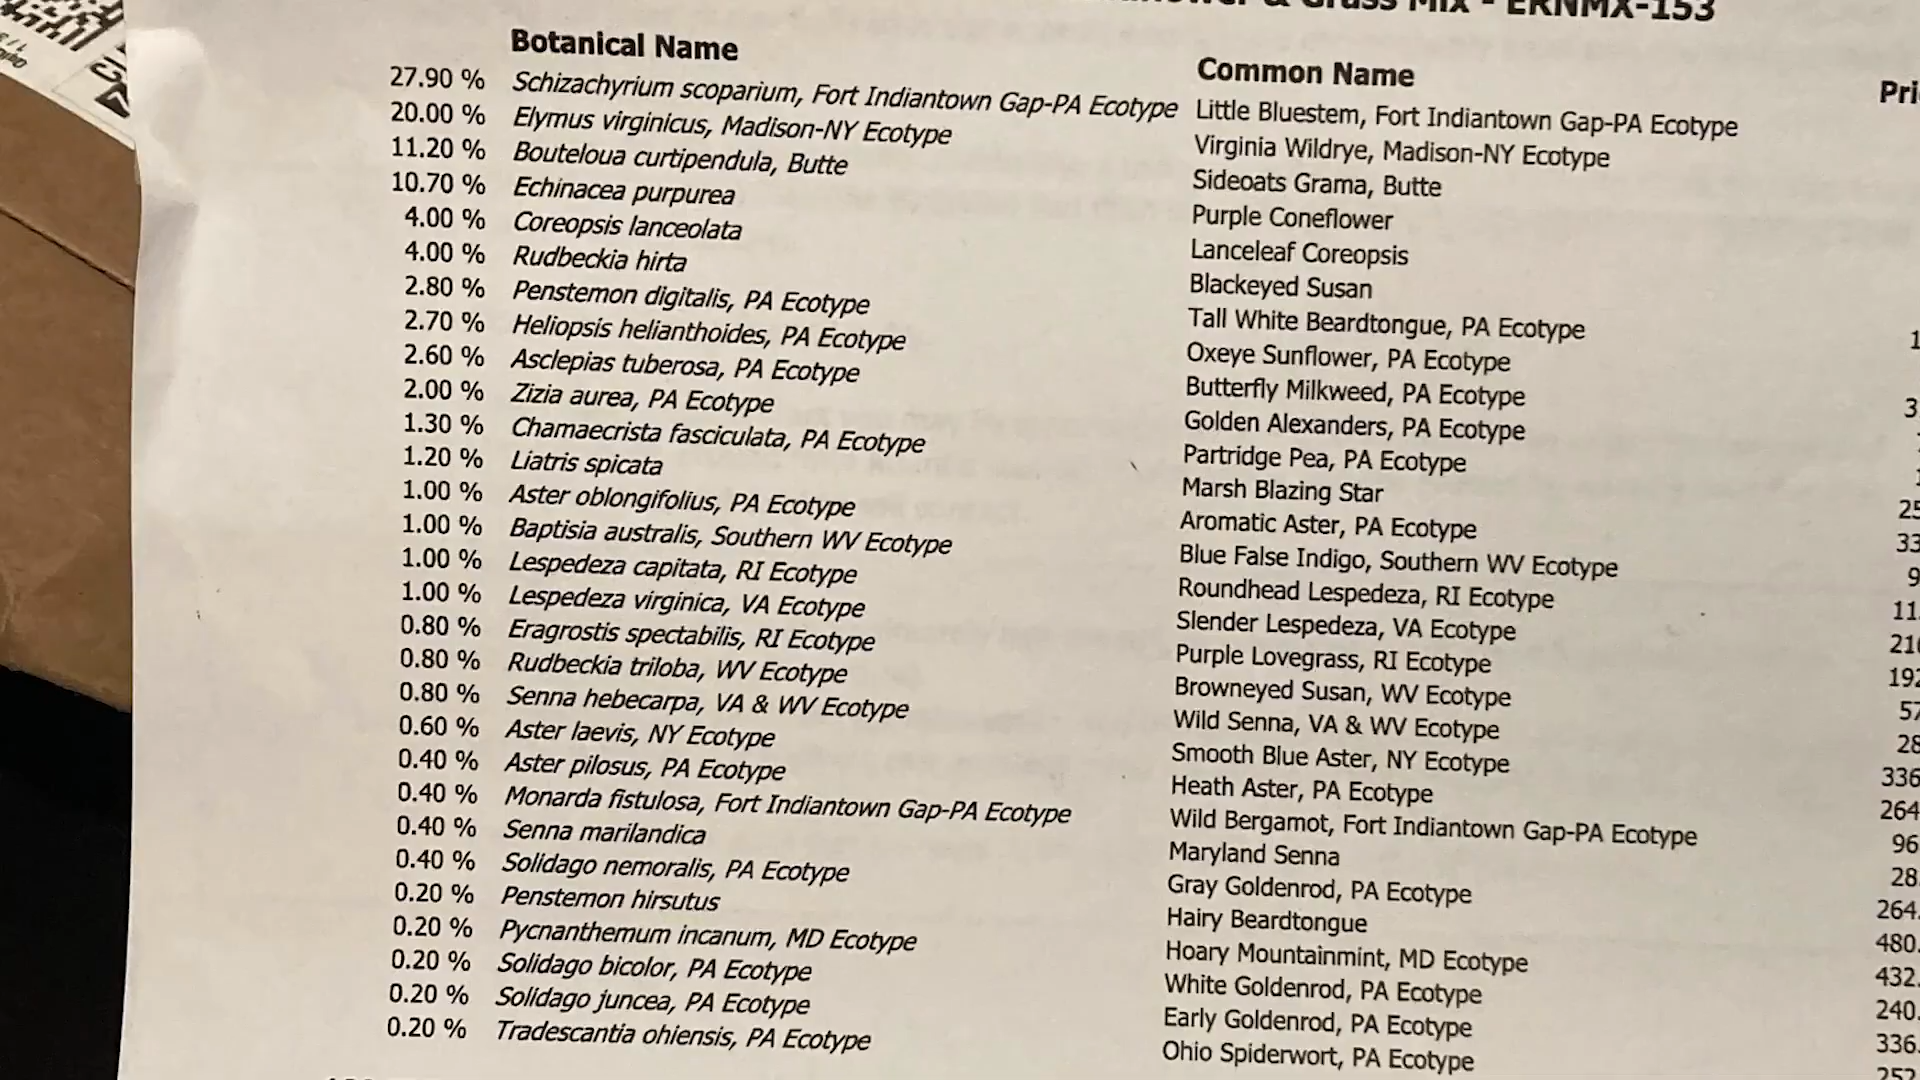 & Grass Mix - ERNMX-153
Botanical Name Common Name
27.90 % Schizachyrium scoparium, Fort Indiantown Gap-PA Ecotype Little Bluestem, Fort Indiantown Gap-PA Ecotype
20.00 % Elymus virginicus, Madison-NY Ecotype Virginia Wildrye, Madison-NY Ecotype
11.20 % Bouteloua curtipendula, Butte Sideoats Grama, Butte
10.70 % Echinacea purpurea Purple Coneflower
4.00 % Coreopsis lanceolata Lanceleaf Coreopsis
4.00 % Rudbeckia hirta Blackeyed Susan
2.80 % Penstemon digitalis, PA Ecotype Tall White Beardtongue, PA Ecotype
2.70 % Heliopsis helianthoides, PA Ecotype Oxeye Sunflower, PA Ecotype
2.60 % Asclepias tuberosa, PA Ecotype Butterfly Milkweed, PA Ecotype
2.00 % Zizia aurea, PA Ecotype Golden Alexanders, PA Ecotype
1.30 % Chamaecrista fasciculata, PA Ecotype Partridge Pea, PA Ecotype
1.20 % Liatris spicata Marsh Blazing Star
1.00 % Aster oblongifolius, PA Ecotype Aromatic Aster, PA Ecotype
1.00 % Baptisia australis, Southern WV Ecotype Blue False Indigo, Southern WV Ecotype
1.00 % Lespedeza capitata, RI Ecotype Roundhead Lespedeza, RI Ecotype
1.00 % Lespedeza virginica, VA Ecotype Slender Lespedeza, VA Ecotype
0.80 % Eragrostis spectabilis, RI Ecotype Purple Lovegrass, RI Ecotype
0.80 % Rudbeckia triloba, WV Ecotype Browneyed Susan, WV Ecotype
0.80 % Senna hebecarpa, VA & WV Ecotype Wild Senna, VA & WV Ecotype
0.60 % Aster laevis, NY Ecotype Smooth Blue Aster, NY Ecotype
0.40 % Aster pilosus, PA Ecotype Heath Aster, PA Ecotype
0.40 % Monarda fistulosa, Fort Indiantown Gap-PA Ecotype Wild Bergamot, Fort Indiantown Gap-PA Ecotype
0.40 % Senna marilandica Maryland Senna
0.40 % Solidago nemoralis, PA Ecotype Gray Goldenrod, PA Ecotype
0.20 % Penstemon hirsutus Hairy Beardtongue
0.20 % Pycnanthemum incanum, MD Ecotype Hoary Mountainmint, MD Ecotype
0.20 % Solidago bicolor, PA Ecotype White Goldenrod, PA Ecotype
0.20 % Solidago juncea, PA Ecotype Early Goldenrod, PA Ecotype
0.20 % Tradescantia ohiensis, PA Ecotype Ohio Spiderwort, PA Ecotype